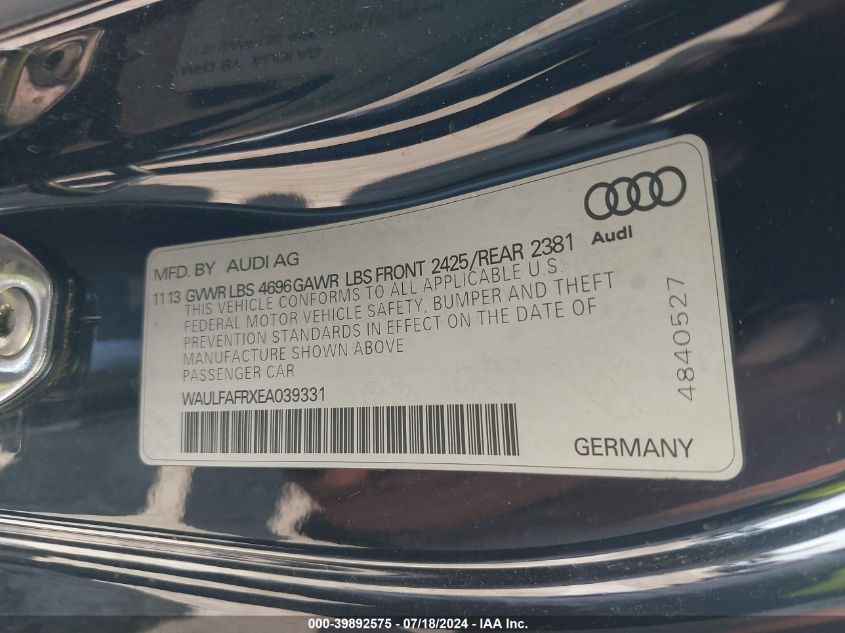 Audi
MFD. BY AUDI AG
11 13 GVWR LBS 4696 GAWR LBS FRONT 2425/REAR 2381
THIS VEHICLE CONFORMS TO ALL APPLICABLE U.S.
FEDERAL MOTOR VEHICLE SAFETY, BUMPER AND THEFT
PREVENTION STANDARDS IN EFFECT ON THE DATE OF
MANUFACTURE SHOWN ABOVE
PASSENGER CAR
WAULFAFRXEA039331
GERMANY
4840527
000-39892575 - 07/18/2024 - IAAI, Inc.